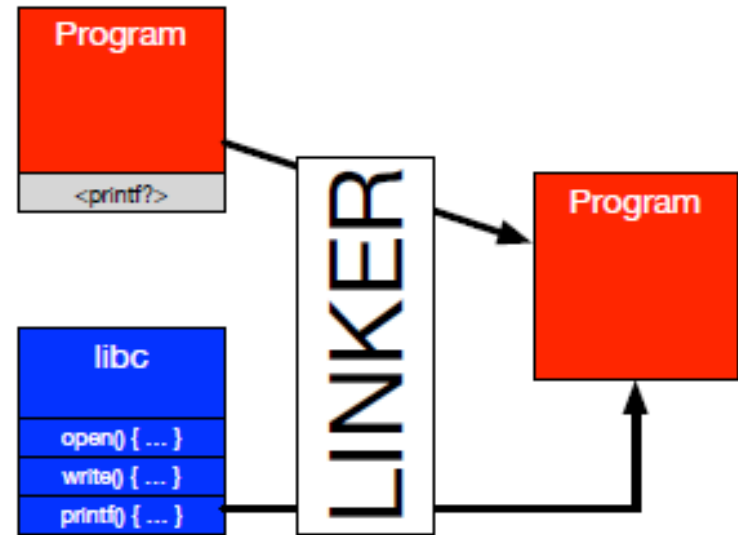 Program
<printf?>
libc
open() { ... }
write() { ... }
printf() { ... }
LINKER
Program